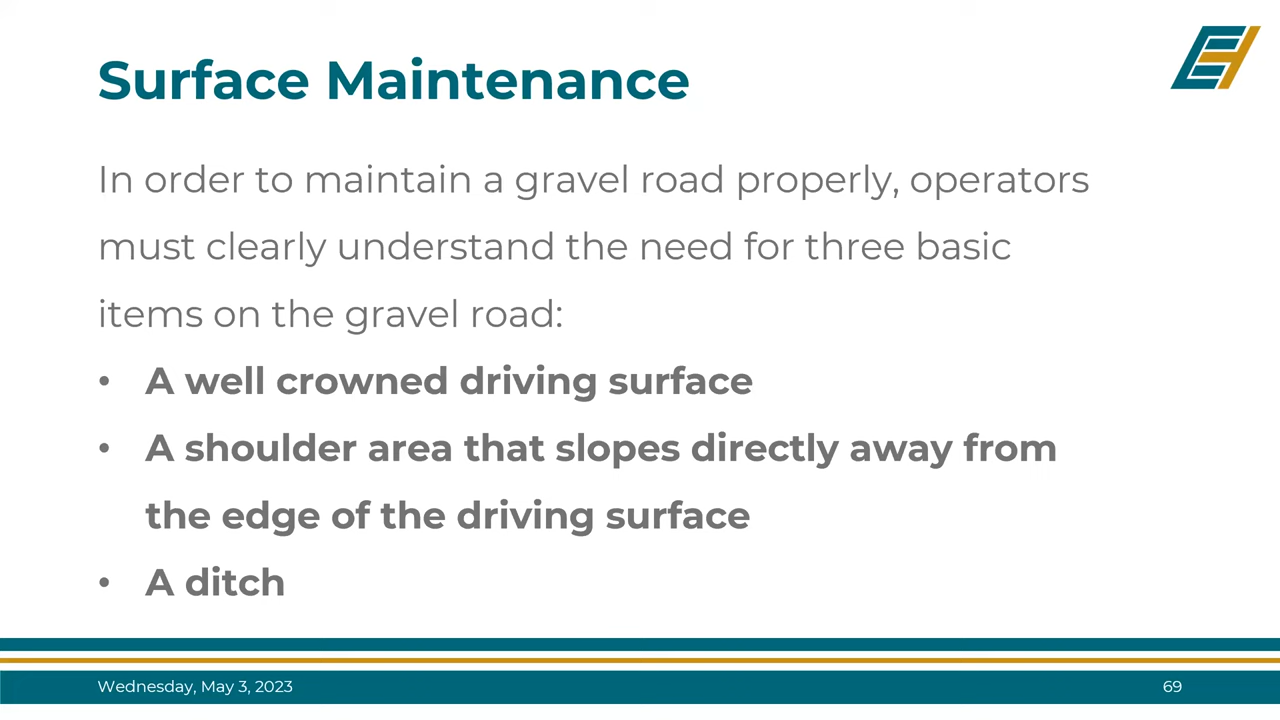 Surface Maintenance
In order to maintain a gravel road properly, operators
must clearly understand the need for three basic
items on the gravel road:
• A well crowned driving surface
• A shoulder area that slopes directly away from
the edge of the driving surface
• A ditch
Wednesday, May 3, 2023
69